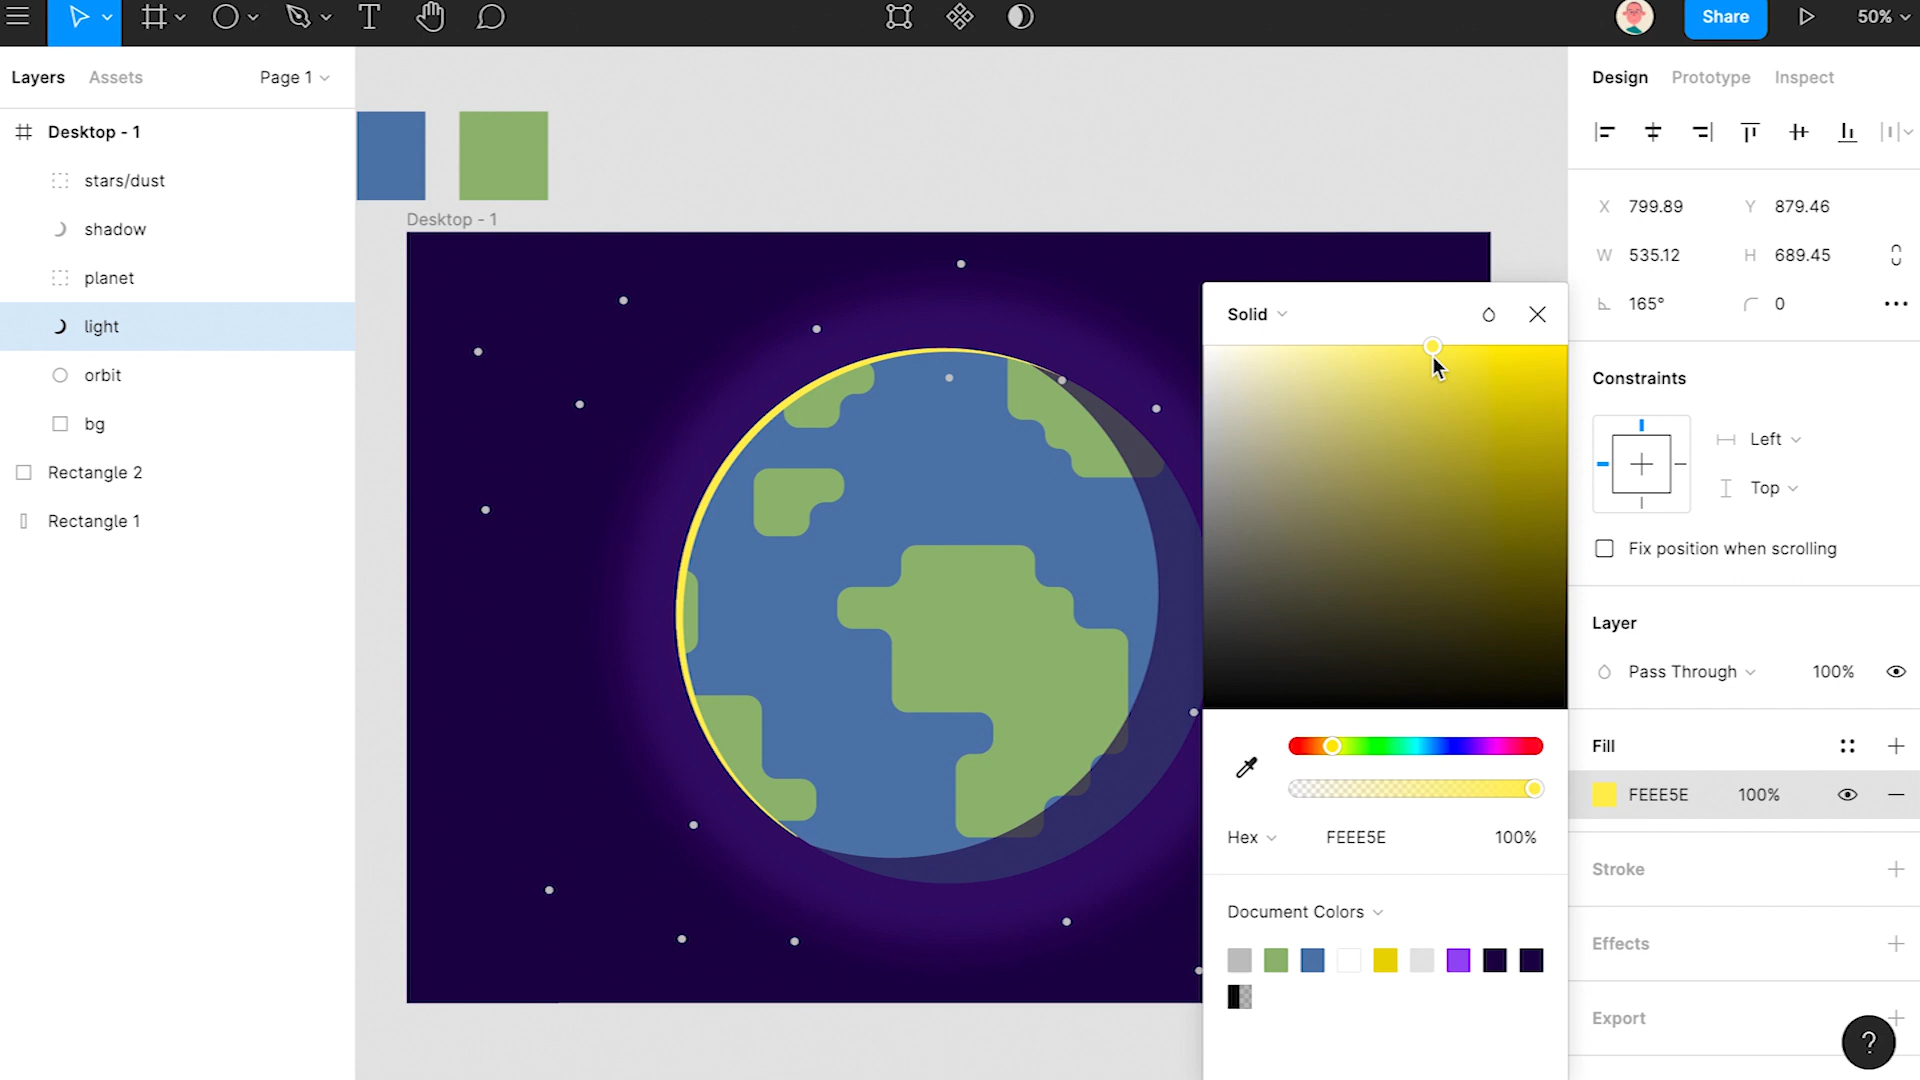 Share
50%
Layers
Assets
Page 1
Desktop - 1
stars/dust
shadow
planet
light
orbit
bg
Rectangle 2
Rectangle 1
Desktop - 1
Solid
Hex
FEEE5E
100%
Document Colors
Design
Prototype
Inspect
X
799.89
Y
879.46
W
535.12
H
689.45
165°
0
Constraints
Left
Top
Fix position when scrolling
Layer
Pass Through
100%
Fill
FEEE5E
100%
Stroke
Effects
Export
?